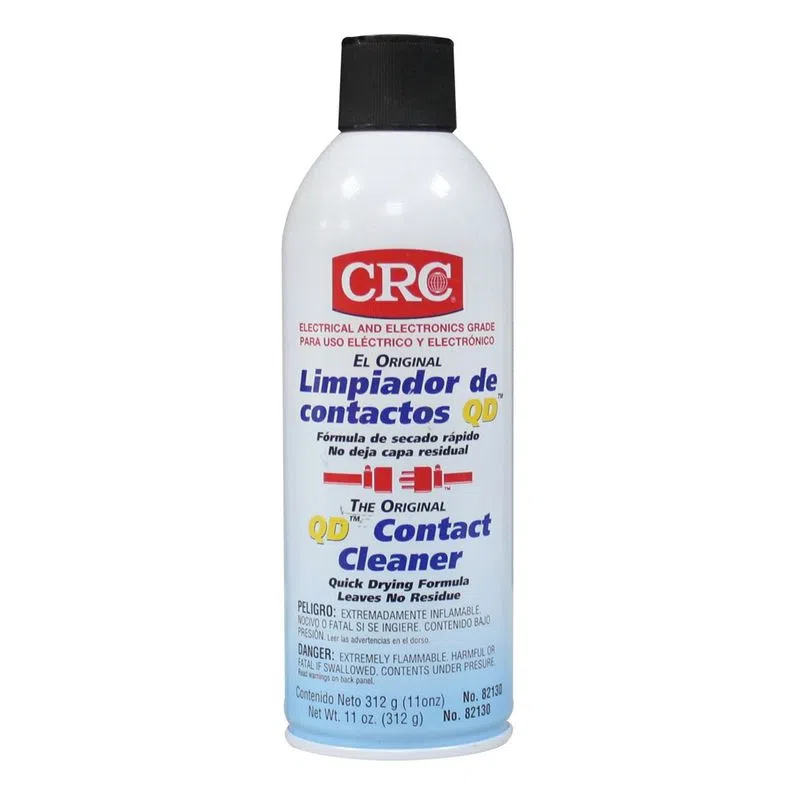 CRC®
ELECTRICAL AND ELECTRONICS GRADE
PARA USO ELÉCTRICO Y ELECTRÓNICO
EL ORIGINAL
Limpiador de
contactos QD™
Fórmula de secado rápido
No deja capa residual
™
THE ORIGINAL
QD™ Contact
Cleaner
Quick Drying Formula
Leaves No Residue
PELIGRO: EXTREMADAMENTE INFLAMABLE.
NOCIVO O FATAL SI SE INGIERE. CONTENIDO BAJO
PRESIÓN. Leer las advertencias en el dorso.
DANGER: EXTREMELY FLAMMABLE. HARMFUL OR
FATAL IF SWALLOWED. CONTENTS UNDER PRESURE.
Read warnings on back panel.
Contenido Neto 312 g (11onz) No. 82130
Net Wt. 11 oz. (312 g) No. 82130